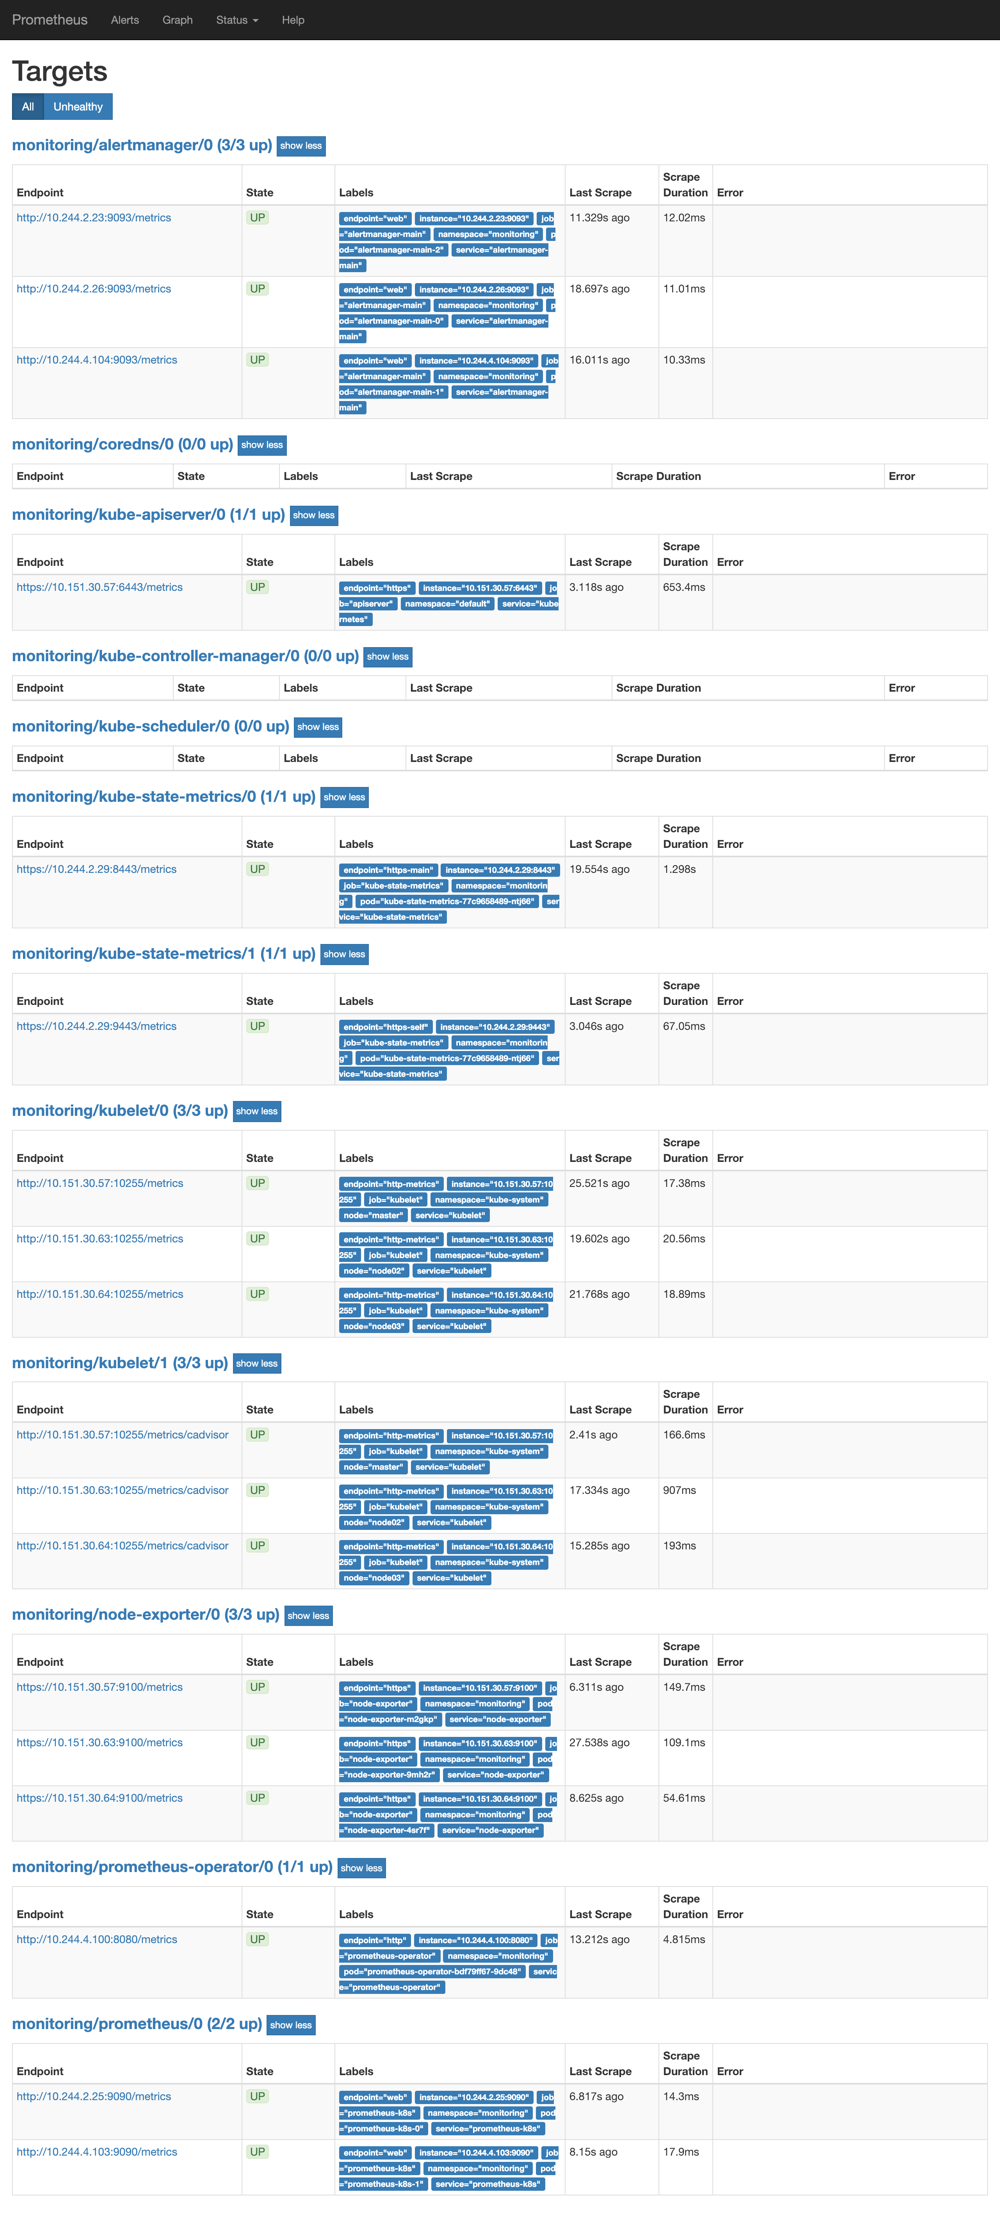 Prometheus Alerts Graph Status Help
Targets
All Unhealthy
monitoring/alertmanager/0 (3/3 up) show less
Scrape
Endpoint State Labels Last Scrape Duration Error
http://10.244.2.23:9093/metrics UP endpoint="web" instance="10.244.2.23:9093" job 11.329s ago 12.02ms
="alertmanager-main" namespace="monitoring" p
od="alertmanager-main-2" service="alertmanager-
main"
http://10.244.2.26:9093/metrics UP endpoint="web" instance="10.244.2.26:9093" job 18.697s ago 11.01ms
="alertmanager-main" namespace="monitoring" p
od="alertmanager-main-0" service="alertmanager-
main"
http://10.244.4.104:9093/metrics UP endpoint="web" instance="10.244.4.104:9093" job 16.011s ago 10.33ms
="alertmanager-main" namespace="monitoring" p
od="alertmanager-main-1" service="alertmanager-
main"
monitoring/coredns/0 (0/0 up) show less
Endpoint State Labels Last Scrape Scrape Duration Error
monitoring/kube-apiserver/0 (1/1 up) show less
Scrape
Endpoint State Labels Last Scrape Duration Error
https://10.151.30.57:6443/metrics UP endpoint="https" instance="10.151.30.57:6443" jo 3.118s ago 653.4ms
b="apiserver" namespace="default" service="kube
rnetes"
monitoring/kube-controller-manager/0 (0/0 up) show less
Endpoint State Labels Last Scrape Scrape Duration Error
monitoring/kube-scheduler/0 (0/0 up) show less
Endpoint State Labels Last Scrape Scrape Duration Error
monitoring/kube-state-metrics/0 (1/1 up) show less
Scrape
Endpoint State Labels Last Scrape Duration Error
https://10.244.2.29:8443/metrics UP endpoint="https-main" instance="10.244.2.29:8443" 19.554s ago 1.298s
job="kube-state-metrics" namespace="monitorin
g" pod="kube-state-metrics-77c9658489-ntj66" ser
vice="kube-state-metrics"
monitoring/kube-state-metrics/1 (1/1 up) show less
Scrape
Endpoint State Labels Last Scrape Duration Error
https://10.244.2.29:9443/metrics UP endpoint="https-self" instance="10.244.2.29:9443" 3.046s ago 67.05ms
job="kube-state-metrics" namespace="monitorin
g" pod="kube-state-metrics-77c9658489-ntj66" ser
vice="kube-state-metrics"
monitoring/kubelet/0 (3/3 up) show less
Scrape
Endpoint State Labels Last Scrape Duration Error
http://10.151.30.57:10255/metrics UP endpoint="http-metrics" instance="10.151.30.57:10 25.521s ago 17.38ms
255" job="kubelet" namespace="kube-system"
node="master" service="kubelet"
http://10.151.30.63:10255/metrics UP endpoint="http-metrics" instance="10.151.30.63:10 19.602s ago 20.56ms
255" job="kubelet" namespace="kube-system"
node="node02" service="kubelet"
http://10.151.30.64:10255/metrics UP endpoint="http-metrics" instance="10.151.30.64:10 21.768s ago 18.89ms
255" job="kubelet" namespace="kube-system"
node="node03" service="kubelet"
monitoring/kubelet/1 (3/3 up) show less
Scrape
Endpoint State Labels Last Scrape Duration Error
http://10.151.30.57:10255/metrics/cadvisor UP endpoint="http-metrics" instance="10.151.30.57:10 2.41s ago 166.6ms
255" job="kubelet" namespace="kube-system"
node="master" service="kubelet"
http://10.151.30.63:10255/metrics/cadvisor UP endpoint="http-metrics" instance="10.151.30.63:10 17.334s ago 907ms
255" job="kubelet" namespace="kube-system"
node="node02" service="kubelet"
http://10.151.30.64:10255/metrics/cadvisor UP endpoint="http-metrics" instance="10.151.30.64:10 15.285s ago 193ms
255" job="kubelet" namespace="kube-system"
node="node03" service="kubelet"
monitoring/node-exporter/0 (3/3 up) show less
Scrape
Endpoint State Labels Last Scrape Duration Error
https://10.151.30.57:9100/metrics UP endpoint="https" instance="10.151.30.57:9100" jo 6.311s ago 149.7ms
b="node-exporter" namespace="monitoring" pod
="node-exporter-m2gkp" service="node-exporter"
https://10.151.30.63:9100/metrics UP endpoint="https" instance="10.151.30.63:9100" jo 27.538s ago 109.1ms
b="node-exporter" namespace="monitoring" pod
="node-exporter-9mh2r" service="node-exporter"
https://10.151.30.64:9100/metrics UP endpoint="https" instance="10.151.30.64:9100" jo 8.625s ago 54.61ms
b="node-exporter" namespace="monitoring" pod
="node-exporter-4sr7f" service="node-exporter"
monitoring/prometheus-operator/0 (1/1 up) show less
Scrape
Endpoint State Labels Last Scrape Duration Error
http://10.244.4.100:8080/metrics UP endpoint="http" instance="10.244.4.100:8080" job 13.212s ago 4.815ms
="prometheus-operator" namespace="monitoring"
pod="prometheus-operator-bdf79ff67-9dc48" servic
e="prometheus-operator"
monitoring/prometheus/0 (2/2 up) show less
Scrape
Endpoint State Labels Last Scrape Duration Error
http://10.244.2.25:9090/metrics UP endpoint="web" instance="10.244.2.25:9090" job 6.817s ago 14.3ms
="prometheus-k8s" namespace="monitoring" pod
="prometheus-k8s-0" service="prometheus-k8s"
http://10.244.4.103:9090/metrics UP endpoint="web" instance="10.244.4.103:9090" job 8.15s ago 17.9ms
="prometheus-k8s" namespace="monitoring" pod
="prometheus-k8s-1" service="prometheus-k8s"